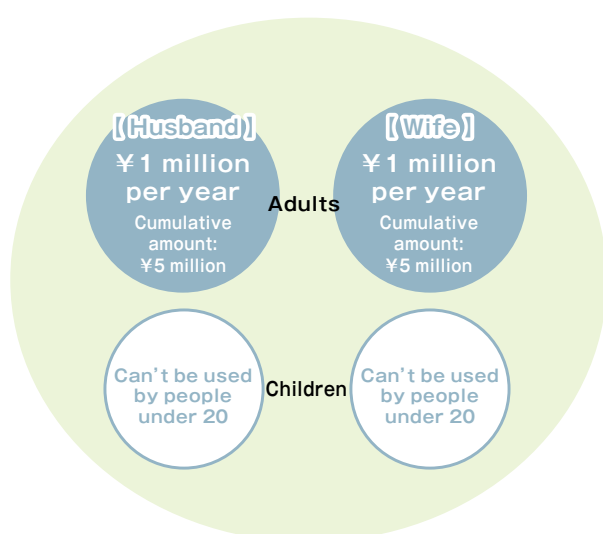 【Husband】
¥1 million
per year
Cumulative
amount:
¥5 million
Adults
【Wife】
¥1 million
per year
Cumulative
amount:
¥5 million
Can't be used
by people
under 20
Children
Can't be used
by people
under 20